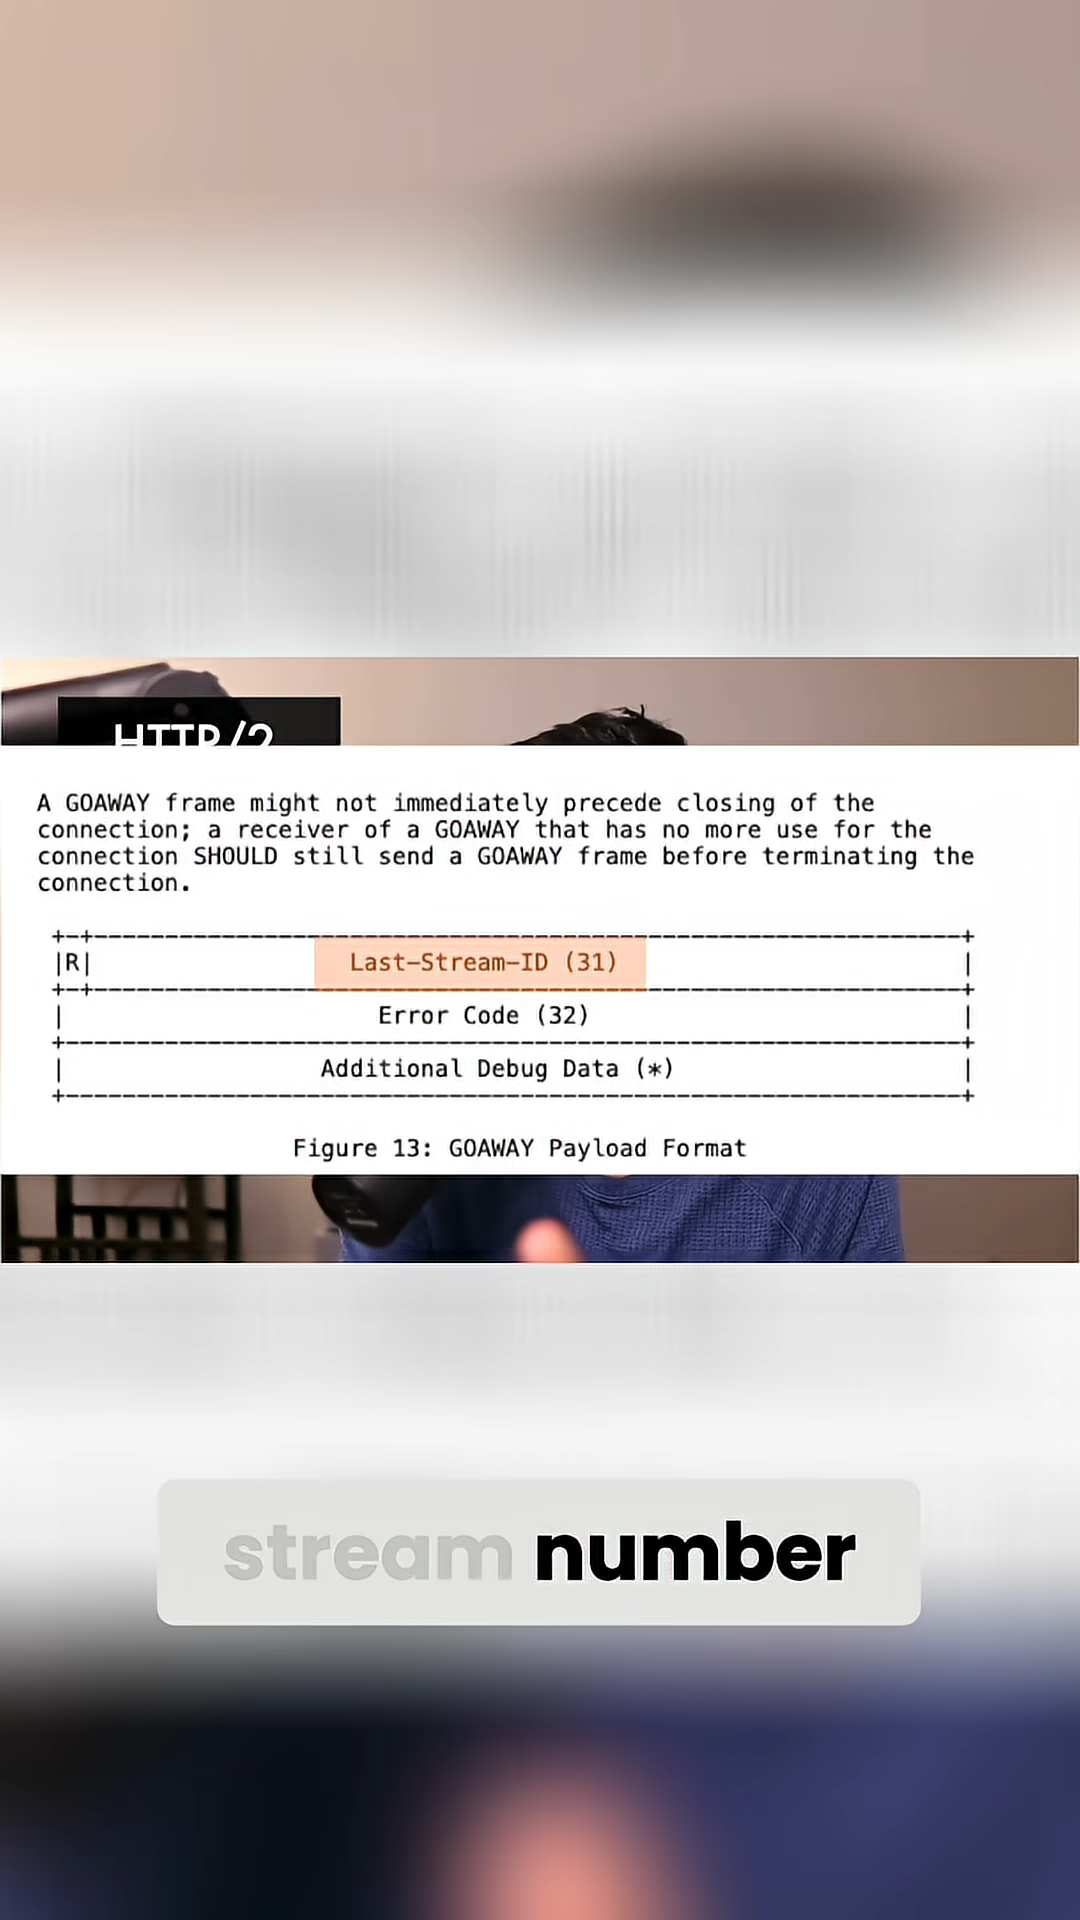 HTTP/2
A GOAWAY frame might not immediately precede closing of the
connection; a receiver of a GOAWAY that has no more use for the
connection SHOULD still send a GOAWAY frame before terminating the
connection.
R
Last-Stream-ID (31)
Error Code (32)
Additional Debug Data (*)
Figure 13: GOAWAY Payload Format
stream number